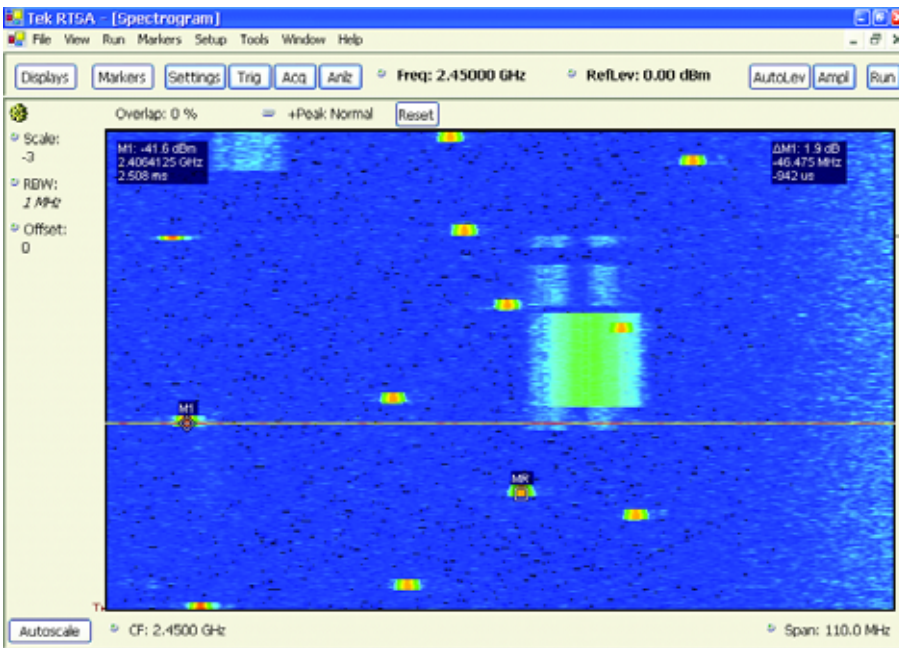 Tek RTSA - [Spectrogram]
File View Run Markers Setup Tools Window Help
Displays Markers Settings Trig Acq Anlz Freq: 2.45000 GHz RefLev: 0.00 dBm AutoLev Ampl Run
Overlap: 0 % +Peak Normal Reset
Scale:
-3
RBW:
1 MHz
Offset:
0
M1: -41.6 dBm
2.4064125 GHz
2.508 ms
ΔM1: 1.9 dB
-46.475 MHz
-942 us
M1
MR
Autoscale CF: 2.4500 GHz Span: 110.0 MHz